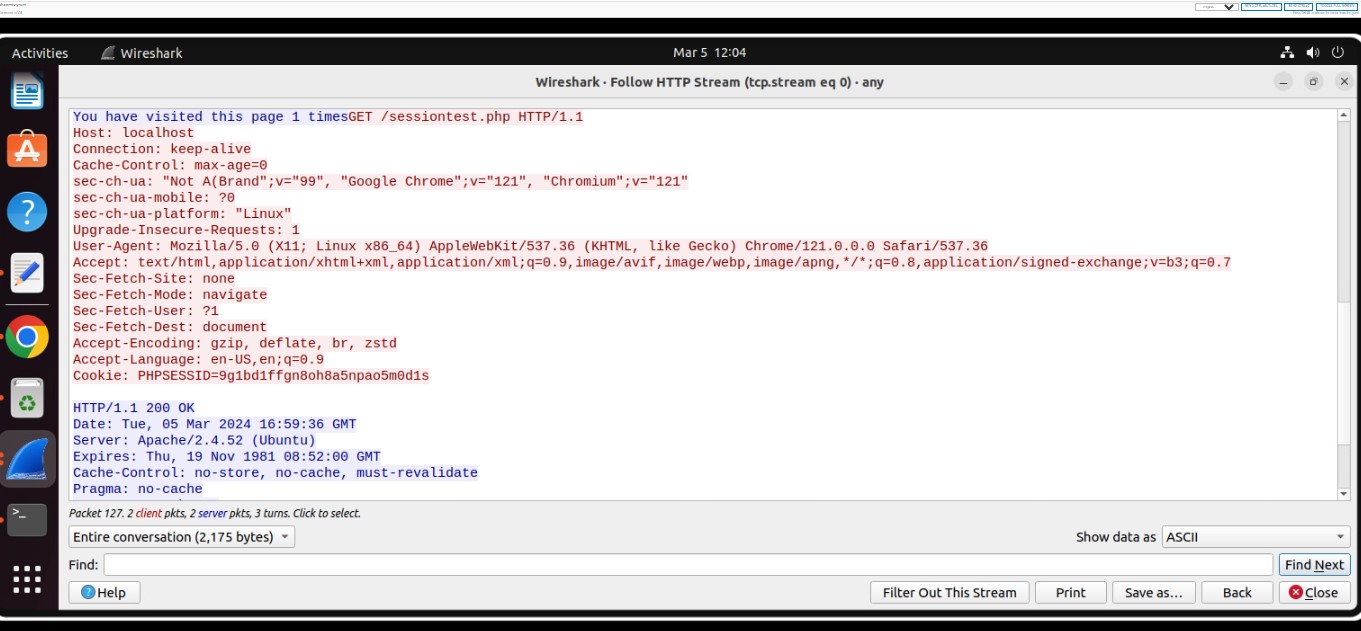 Activities Wireshark Mar 5 12:04
Wireshark · Follow HTTP Stream (tcp.stream eq 0) · any
You have visited this page 1 timesGET /sessiontest.php HTTP/1.1
Host: localhost
Connection: keep-alive
Cache-Control: max-age=0
sec-ch-ua: "Not A(Brand";v="99", "Google Chrome";v="121", "Chromium";v="121"
sec-ch-ua-mobile: ?0
sec-ch-ua-platform: "Linux"
Upgrade-Insecure-Requests: 1
User-Agent: Mozilla/5.0 (X11; Linux x86_64) AppleWebKit/537.36 (KHTML, like Gecko) Chrome/121.0.0.0 Safari/537.36
Accept: text/html,application/xhtml+xml,application/xml;q=0.9,image/avif,image/webp,image/apng,*/*;q=0.8,application/signed-exchange;v=b3;q=0.7
Sec-Fetch-Site: none
Sec-Fetch-Mode: navigate
Sec-Fetch-User: ?1
Sec-Fetch-Dest: document
Accept-Encoding: gzip, deflate, br, zstd
Accept-Language: en-US,en;q=0.9
Cookie: PHPSESSID=9g1bd1ffgn8oh8a5npao5m0d1s
HTTP/1.1 200 OK
Date: Tue, 05 Mar 2024 16:59:36 GMT
Server: Apache/2.4.52 (Ubuntu)
Expires: Thu, 19 Nov 1981 08:52:00 GMT
Cache-Control: no-store, no-cache, must-revalidate
Pragma: no-cache
Packet 127. 2 client pkts, 2 server pkts, 3 turns. Click to select.
Entire conversation (2,175 bytes) Show data as ASCII
Find: Find Next
Help Filter Out This Stream Print Save as… Back Close